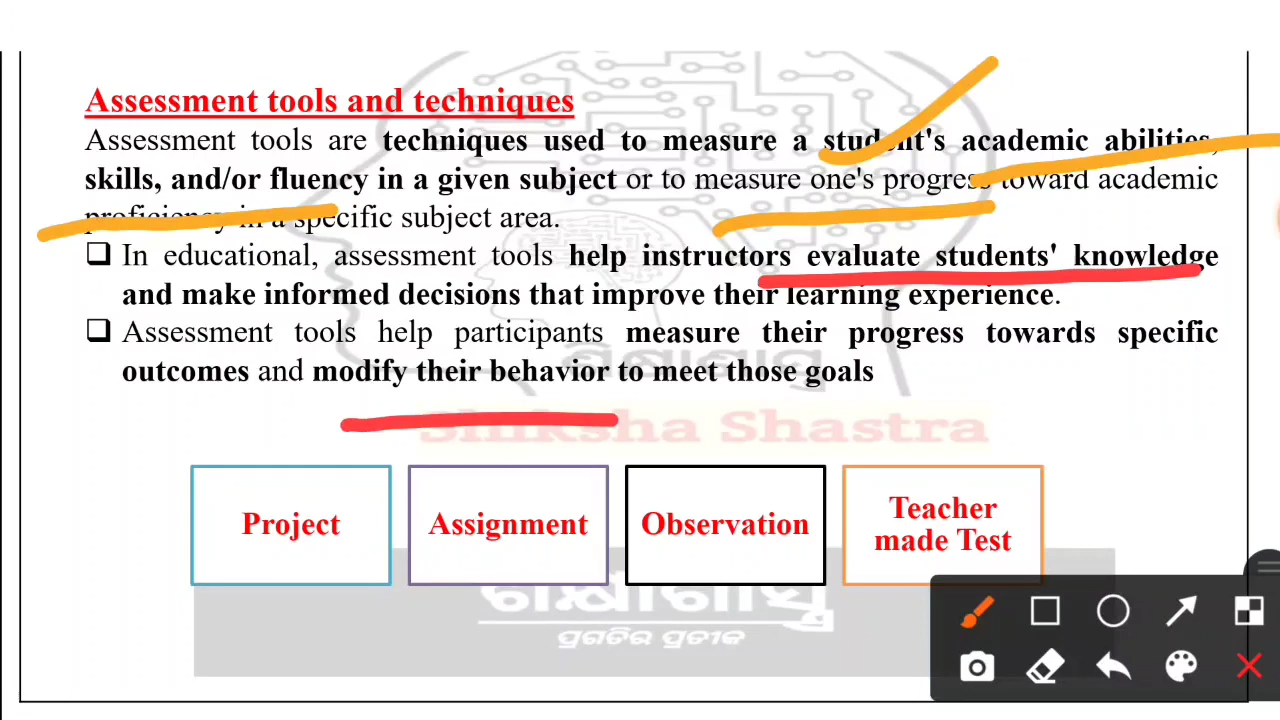 Assessment tools and techniques
Assessment tools are techniques used to measure a student's academic abilities,
skills, and/or fluency in a given subject or to measure one's progress toward academic
proficiency in a specific subject area.
❑ In educational, assessment tools help instructors evaluate students' knowledge
and make informed decisions that improve their learning experience.
❑ Assessment tools help participants measure their progress towards specific
outcomes and modify their behavior to meet those goals
ଶିକ୍ଷାଶାସ୍ତ୍ର
Shiksha Shastra
Project
Assignment
Observation
Teacher
made Test
ଶିକ୍ଷାଶାସ୍ତ୍ର
ପ୍ରଗତିର ପ୍ରତୀକ